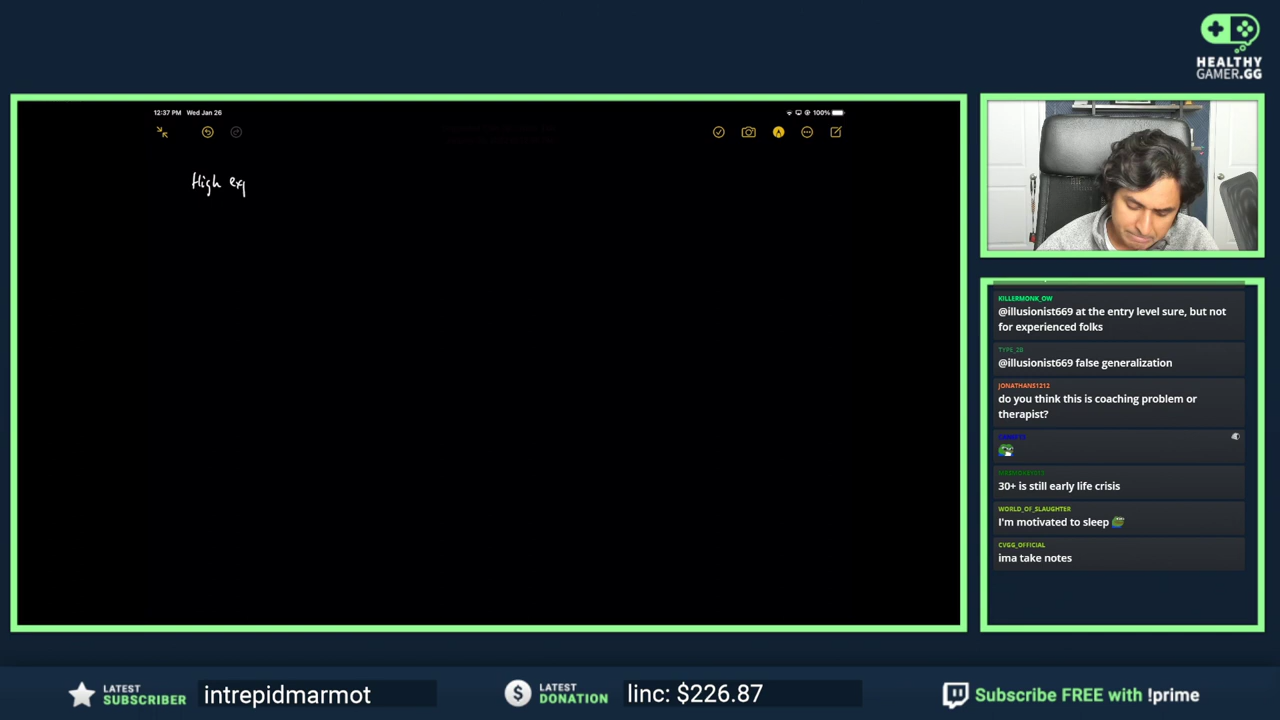 HEALTHY
GAMER.GG
12:37 PM Wed Jan 26
100%
High exp
KILLERMONK_OW
@illusionist669 at the entry level sure, but not
for experienced folks
TYPE_2B
@illusionist669 false generalization
JONATHANS1212
do you think this is coaching problem or
therapist?
30+ is still early life crisis
WORLD_OF_SLAUGHTER
I'm motivated to sleep
CVGG_OFFICIAL
ima take notes
LATEST
SUBSCRIBER
intrepidmarmot
LATEST
DONATION
linc: $226.87
Subscribe FREE with !prime